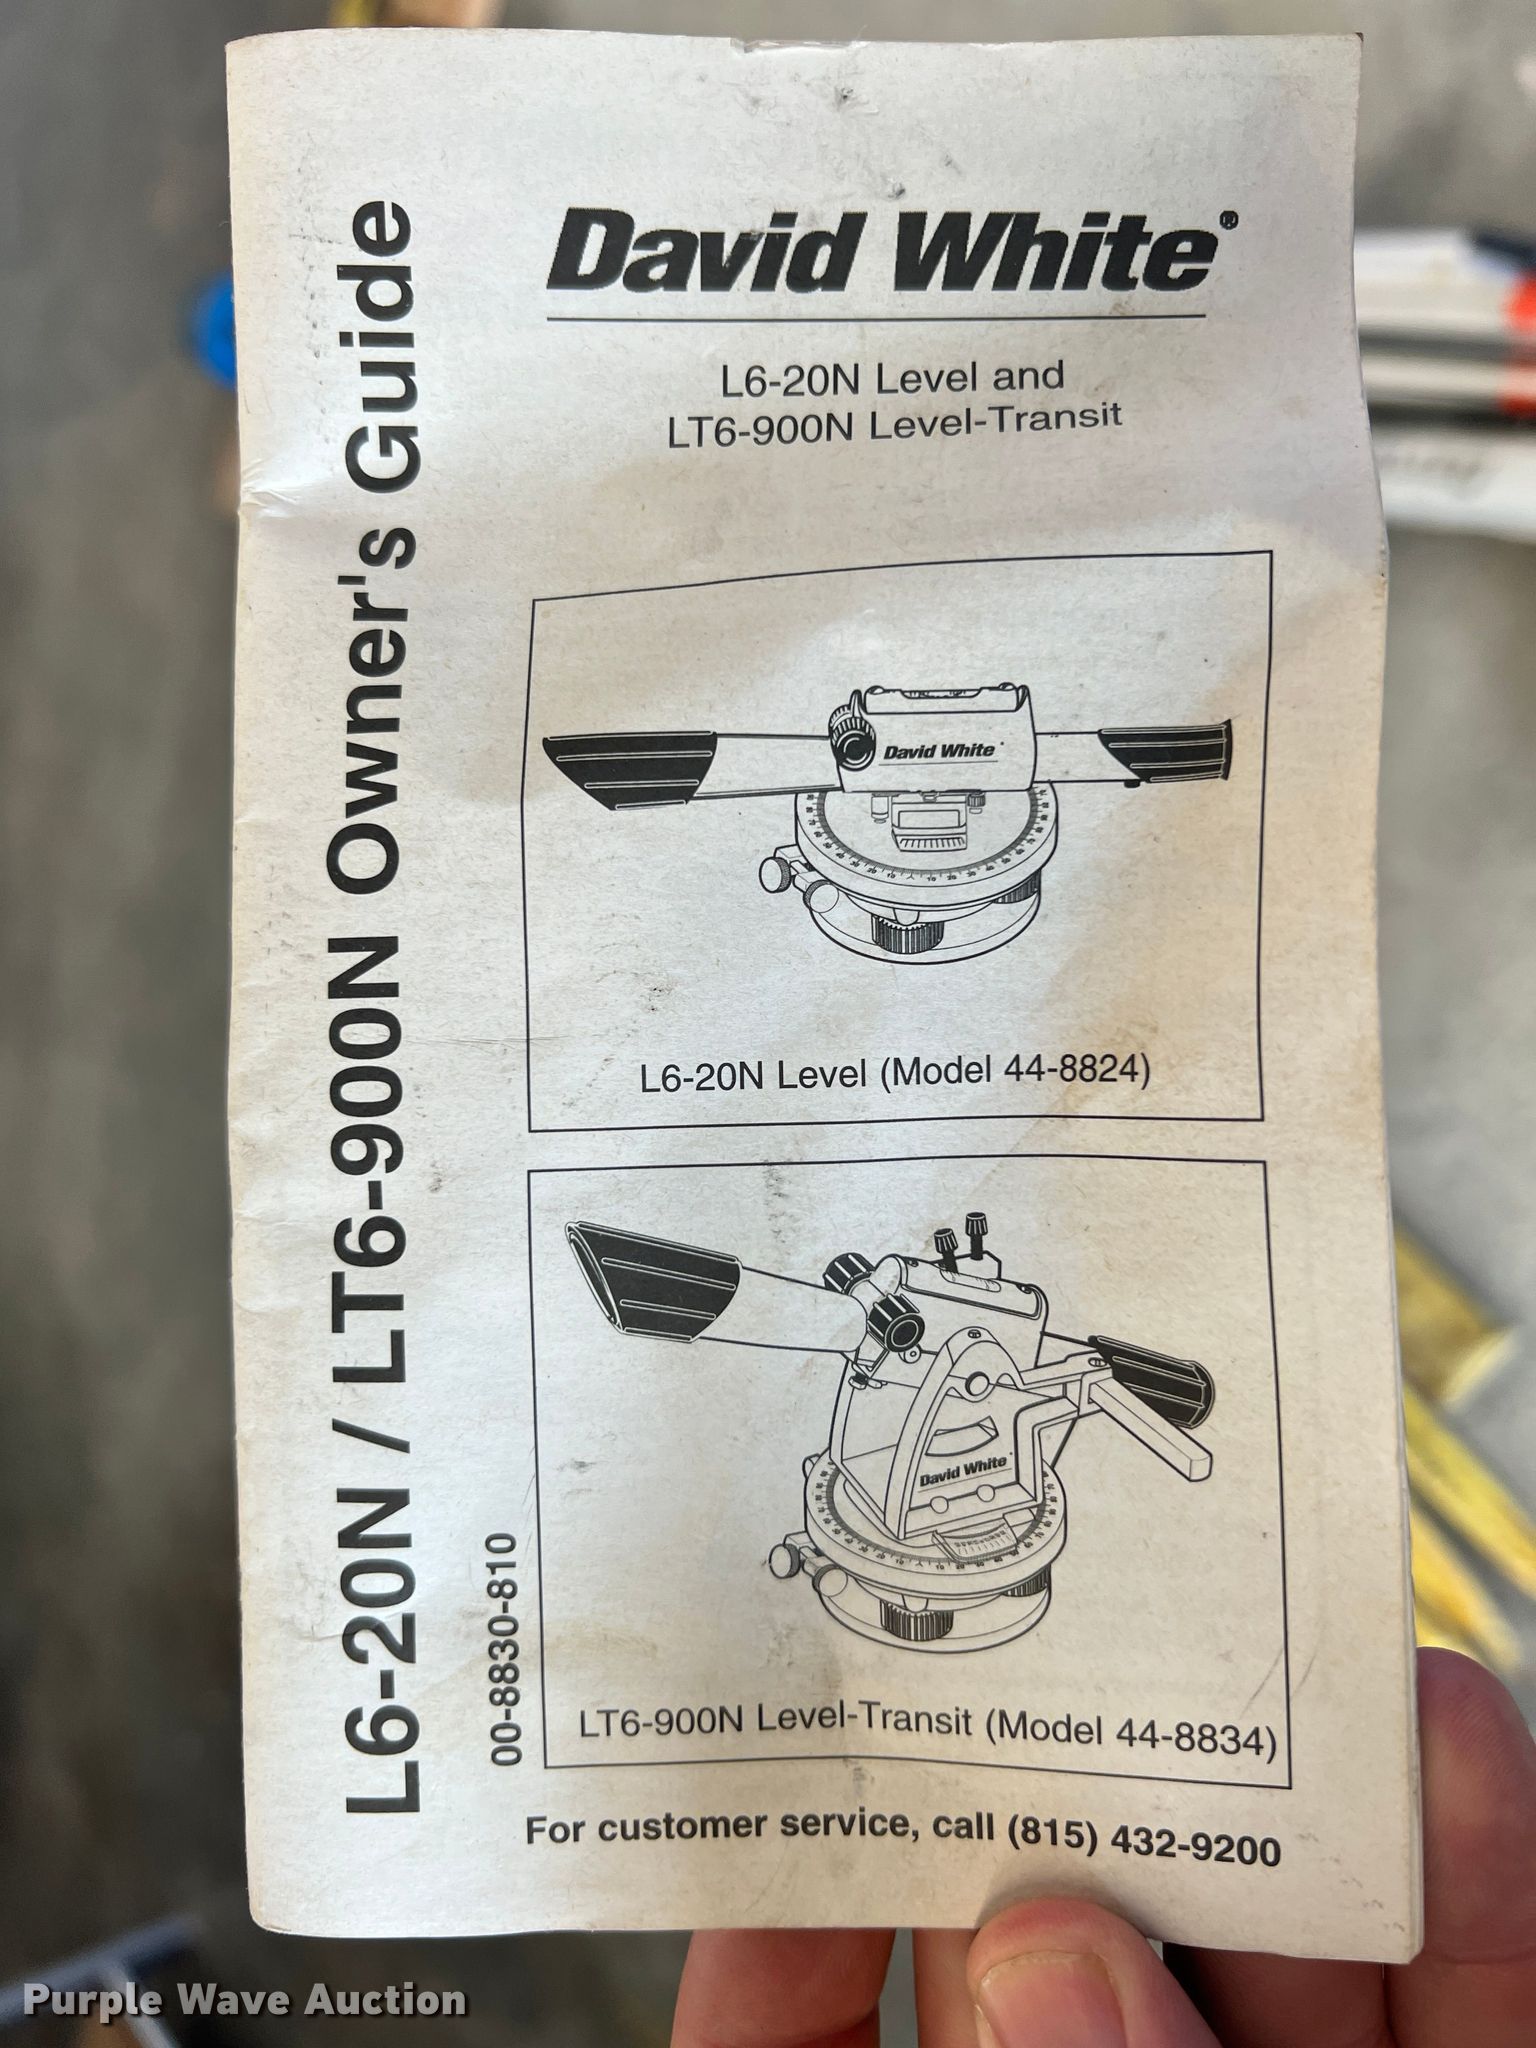 L6-20N / LT6-900N Owner's Guide
David White®
L6-20N Level and
LT6-900N Level-Transit
David White
L6-20N Level (Model 44-8824)
David White
LT6-900N Level-Transit (Model 44-8834)
00-8830-810
For customer service, call (815) 432-9200
Purple Wave Auction